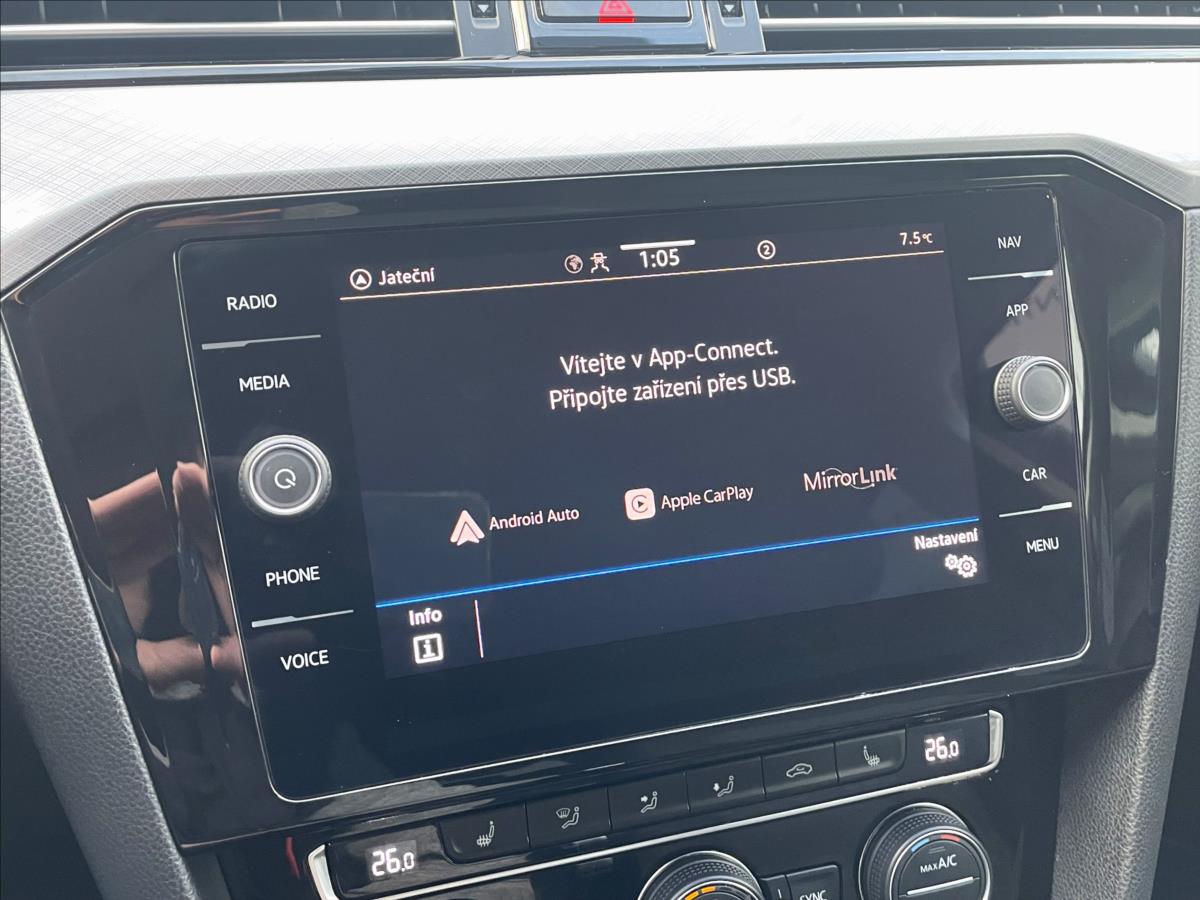 Jateční
1:05
2
7.5°C
RADIO
MEDIA
PHONE
VOICE
NAV
APP
CAR
MENU
Vítejte v App-Connect.
Připojte zařízení přes USB.
Android Auto
Apple CarPlay
MirrorLink
Nastavení
Info
i
26.0
26.0
MAX A/C
SYNC